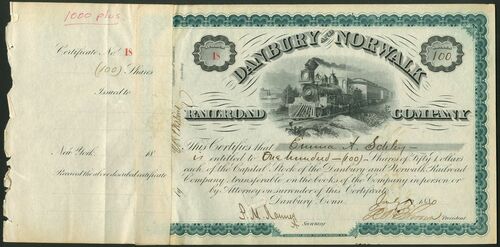 1000 plus
Certificate No. 18
(100) Shares
Issued to
New York 18
Received the above described certificate
18
100
DANBURY AND NORWALK
RAILROAD COMPANY
This Certifies that Emma A.
is entitled to One hundred (100) Shares of Fifty Dollars
each of the Capital Stock of the Danbury and Norwalk Railroad
Company, transferable on the books of the Company in person or
by Attorney on surrender of this Certificate
Danbury, Conn.
Secretary
President